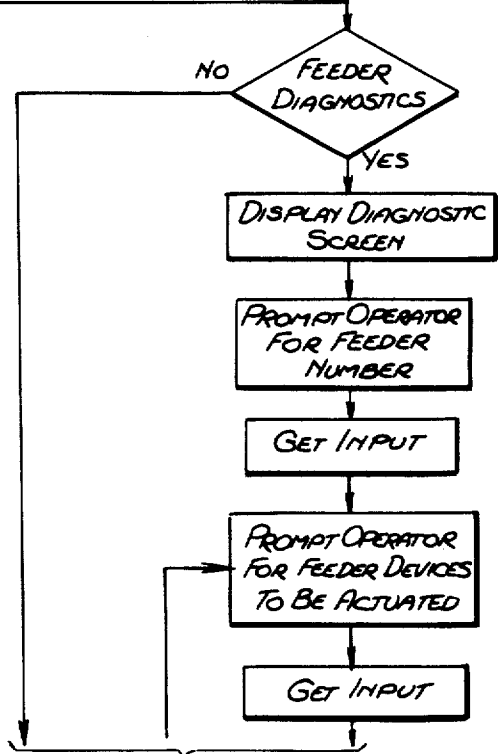 NO
FEEDER
DIAGNOSTICS
YES
DISPLAY DIAGNOSTIC
SCREEN
PROMPT OPERATOR
FOR FEEDER
NUMBER
GET INPUT
PROMPT OPERATOR
FOR FEEDER DEVICES
TO BE ACTUATED
GET INPUT